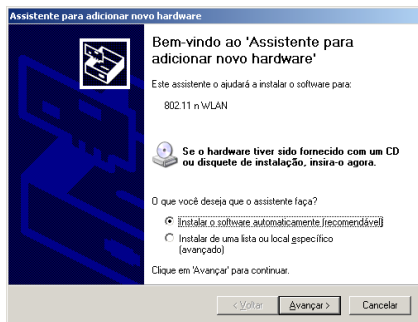 Assistente para adicionar novo hardware
Bem-vindo ao 'Assistente para
adicionar novo hardware'
Este assistente o ajudará a instalar o software para:
802.11 n WLAN
Se o hardware tiver sido fornecido com um CD
ou disquete de instalação, insira-o agora.
O que você deseja que o assistente faça?
Instalar o software automaticamente (recomendável)
Instalar de uma lista ou local específico
(avançado)
Clique em 'Avançar' para continuar.
< Voltar Avançar > Cancelar